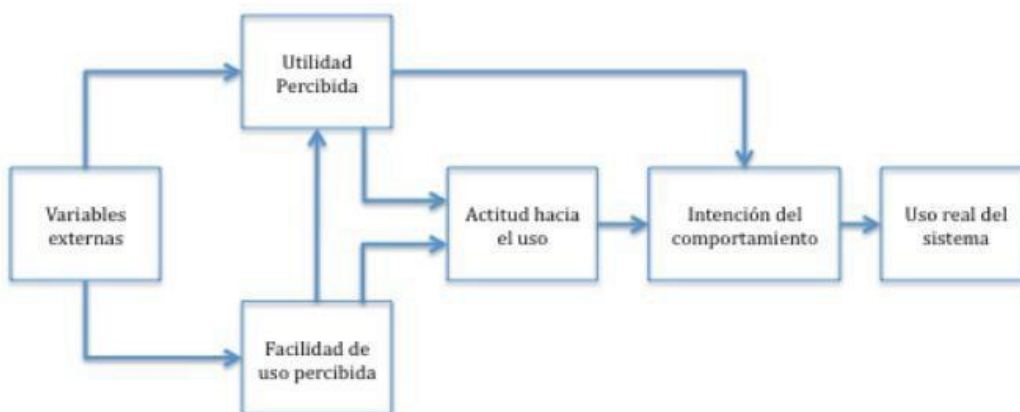 Utilidad
Percibida
Variables
externas
Actitud hacia
el uso
Intención del
comportamiento
Uso real del
sistema
Facilidad de
uso percibida